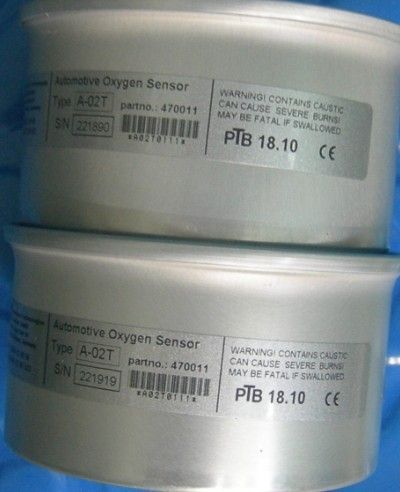 Automotive Oxygen Sensor
Type A-02T partno.: 470011
S/N 221890
*A02T0111*
WARNING! CONTAINS CAUSTIC
CAN CAUSE SEVERE BURNS!
MAY BE FATAL IF SWALLOWED.
PTB 18.10 CE
Automotive Oxygen Sensor
Type A-02T partno.: 470011
S/N 221919
*A02T0111*
WARNING! CONTAINS CAUSTIC
CAN CAUSE SEVERE BURNS!
MAY BE FATAL IF SWALLOWED.
PTB 18.10 CE